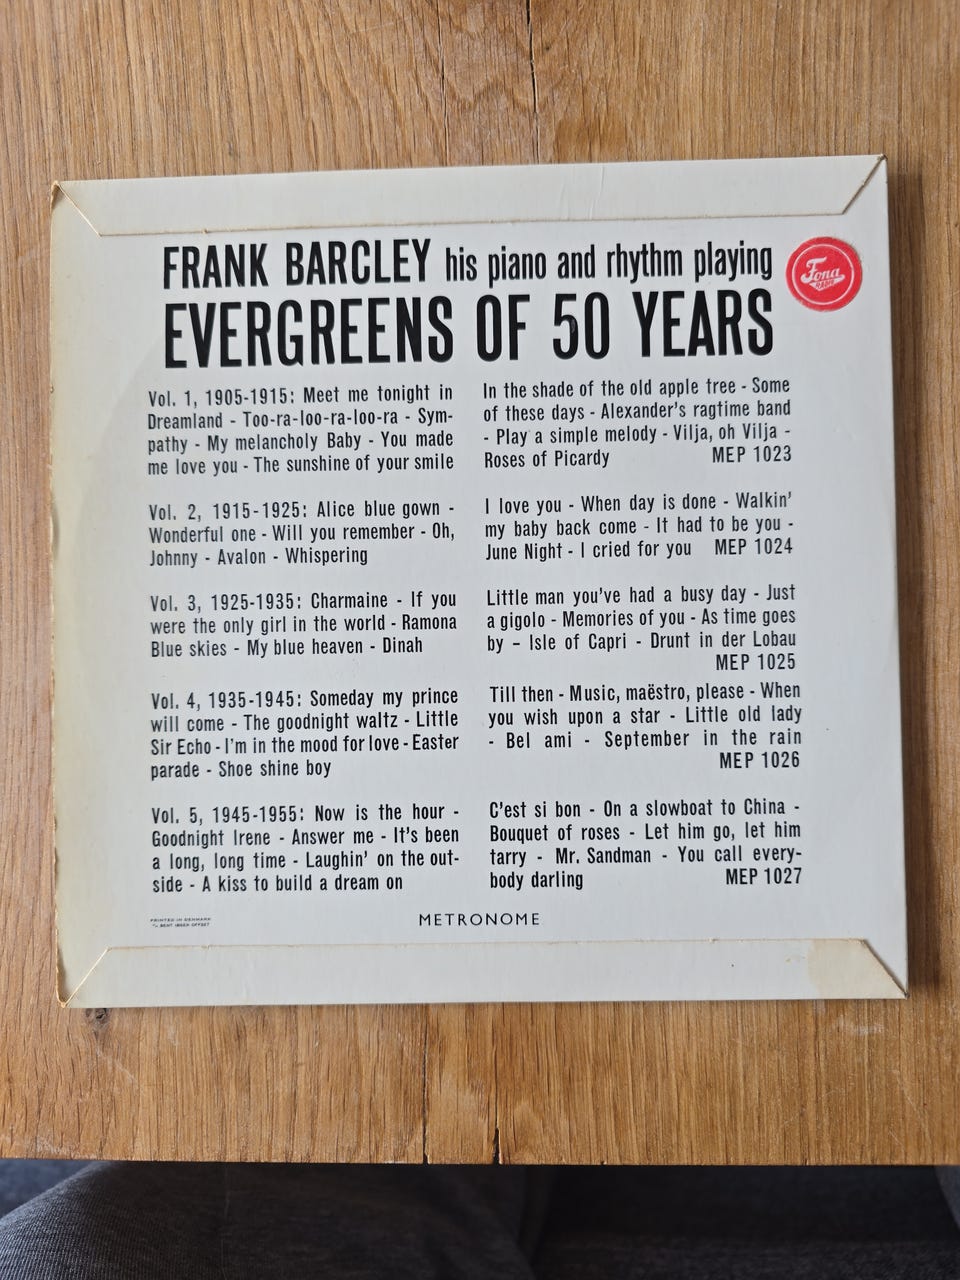 FRANK BARCLEY his piano and rhythm playing
EVERGREENS OF 50 YEARS
Fona
RADIO
Vol. 1, 1905-1915: Meet me tonight in
Dreamland - Too-ra-loo-ra-loo-ra - Sym-
pathy - My melancholy Baby - You made
me love you - The sunshine of your smile
In the shade of the old apple tree - Some
of these days - Alexander's ragtime band
- Play a simple melody - Vilja, oh Vilja -
Roses of Picardy MEP 1023
Vol. 2, 1915-1925: Alice blue gown -
Wonderful one - Will you remember - Oh,
Johnny - Avalon - Whispering
I love you - When day is done - Walkin'
my baby back come - It had to be you -
June Night - I cried for you MEP 1024
Vol. 3, 1925-1935: Charmaine - If you
were the only girl in the world - Ramona
Blue skies - My blue heaven - Dinah
Little man you've had a busy day - Just
a gigolo - Memories of you - As time goes
by – Isle of Capri - Drunt in der Lobau
MEP 1025
Vol. 4, 1935-1945: Someday my prince
will come - The goodnight waltz - Little
Sir Echo - I'm in the mood for love - Easter
parade - Shoe shine boy
Till then - Music, maëstro, please - When
you wish upon a star - Little old lady
- Bel ami - September in the rain
MEP 1026
Vol. 5, 1945-1955: Now is the hour -
Goodnight Irene - Answer me - It's been
a long, long time - Laughin' on the out-
side - A kiss to build a dream on
C'est si bon - On a slowboat to China -
Bouquet of roses - Let him go, let him
tarry - Mr. Sandman - You call every-
body darling MEP 1027
PRINTED IN DENMARK
BENT IBSEN OFFSET
METRONOME